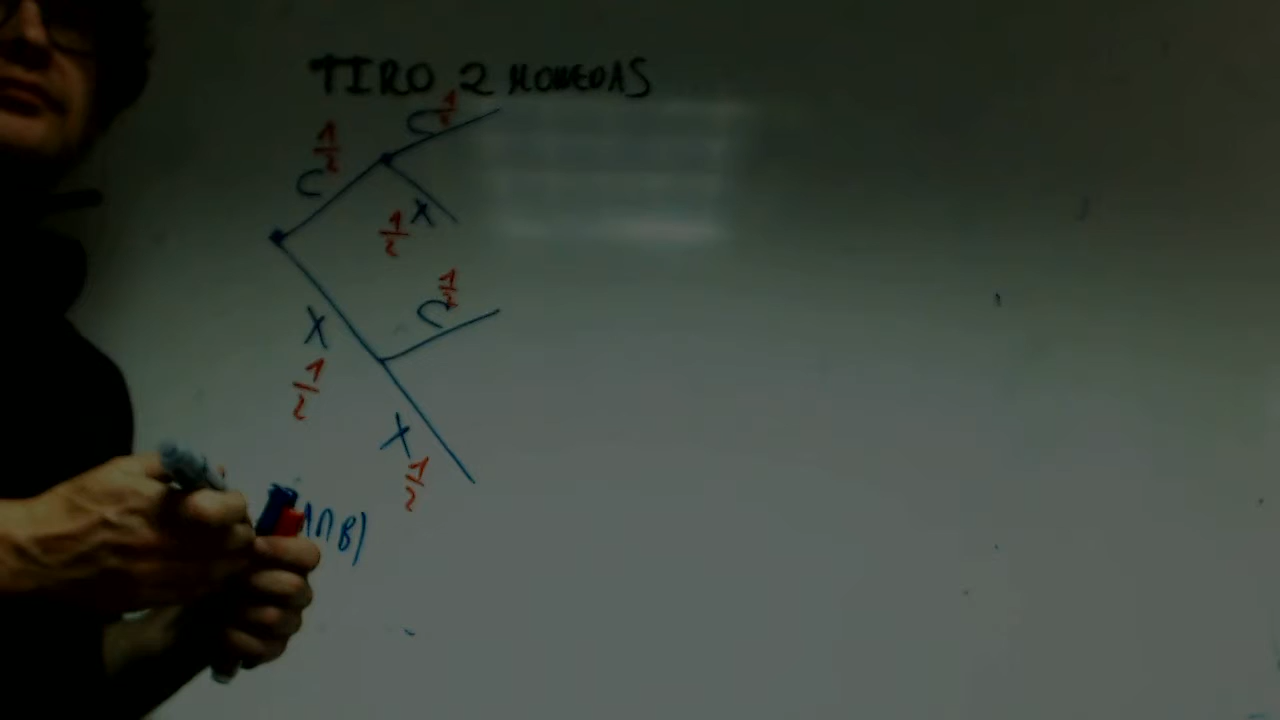 TIRO 2 MONEDAS
C 1/2
C 1/2
X 1/2
C 1/2
X 1/2
X 1/2
∩B)